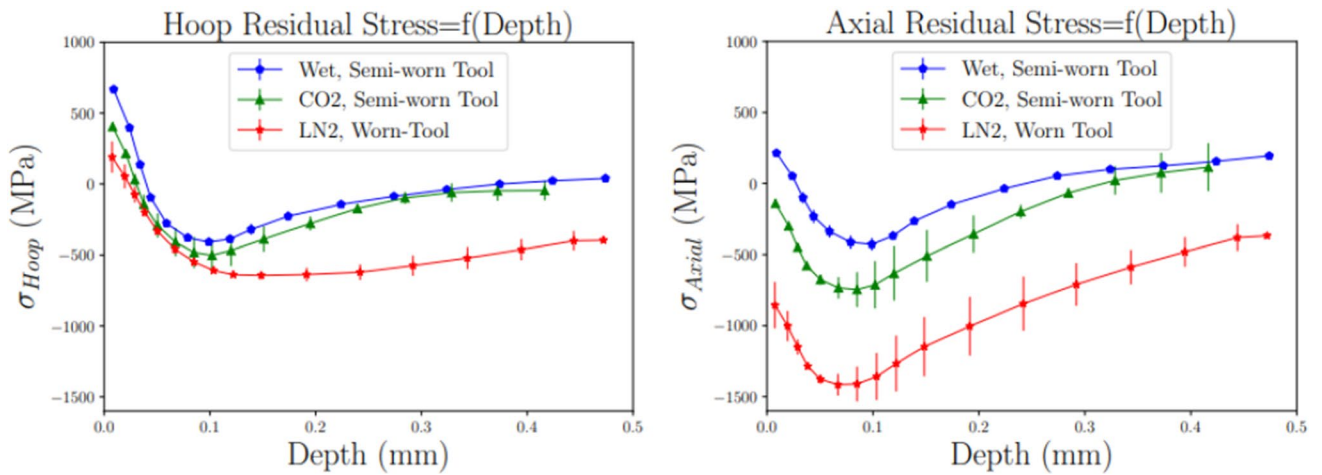 Hoop Residual Stress=f(Depth)
1000
500
0
−500
−1000
−1500
σHoop (MPa)
Wet, Semi-worn Tool
CO2, Semi-worn Tool
LN2, Worn-Tool
0.0 0.1 0.2 0.3 0.4 0.5
Depth (mm)
Axial Residual Stress=f(Depth)
1000
500
0
−500
−1000
−1500
σAxial (MPa)
Wet, Semi-worn Tool
CO2, Semi-worn Tool
LN2, Worn Tool
0.0 0.1 0.2 0.3 0.4 0.5
Depth (mm)